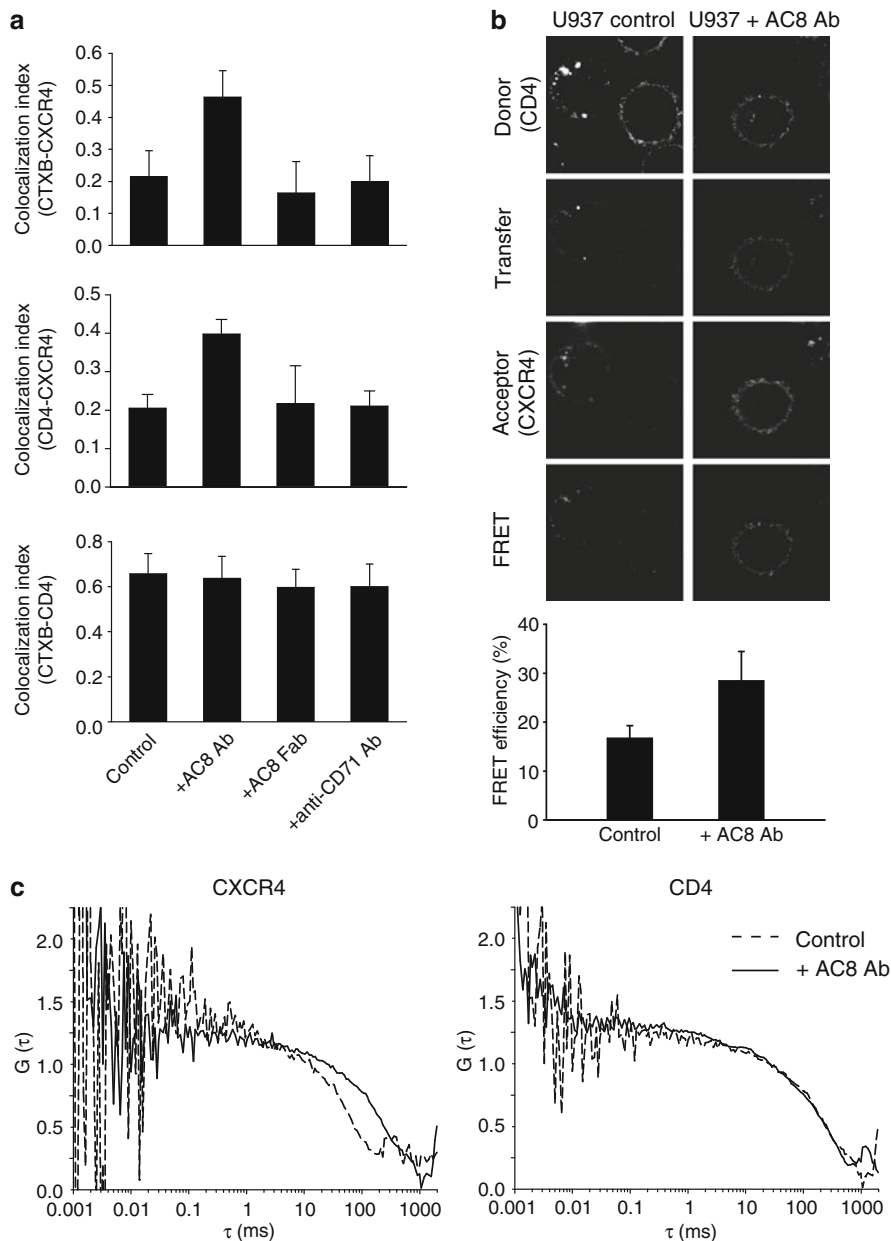 a
Colocalization index
(CTXB-CXCR4)
0.6
0.5
0.4
0.3
0.2
0.1
0.0
Colocalization index
(CD4-CXCR4)
0.5
0.4
0.3
0.2
0.1
0.0
Colocalization index
(CTXB-CD4)
0.8
0.6
0.4
0.2
0.0
Control
+AC8 Ab
+AC8 Fab
+anti-CD71 Ab
b
U937 control U937 + AC8 Ab
Donor
(CD4)
Transfer
Acceptor
(CXCR4)
FRET
FRET efficiency (%)
40
30
20
10
0
Control + AC8 Ab
c
CXCR4
G (τ)
2.0
1.5
1.0
0.5
0.0
0.001 0.01 0.1 1 10 100 1000
τ (ms)
CD4
Control
+ AC8 Ab
G (τ)
2.0
1.5
1.0
0.5
0.0
0.001 0.01 0.1 1 10 100 1000
τ (ms)